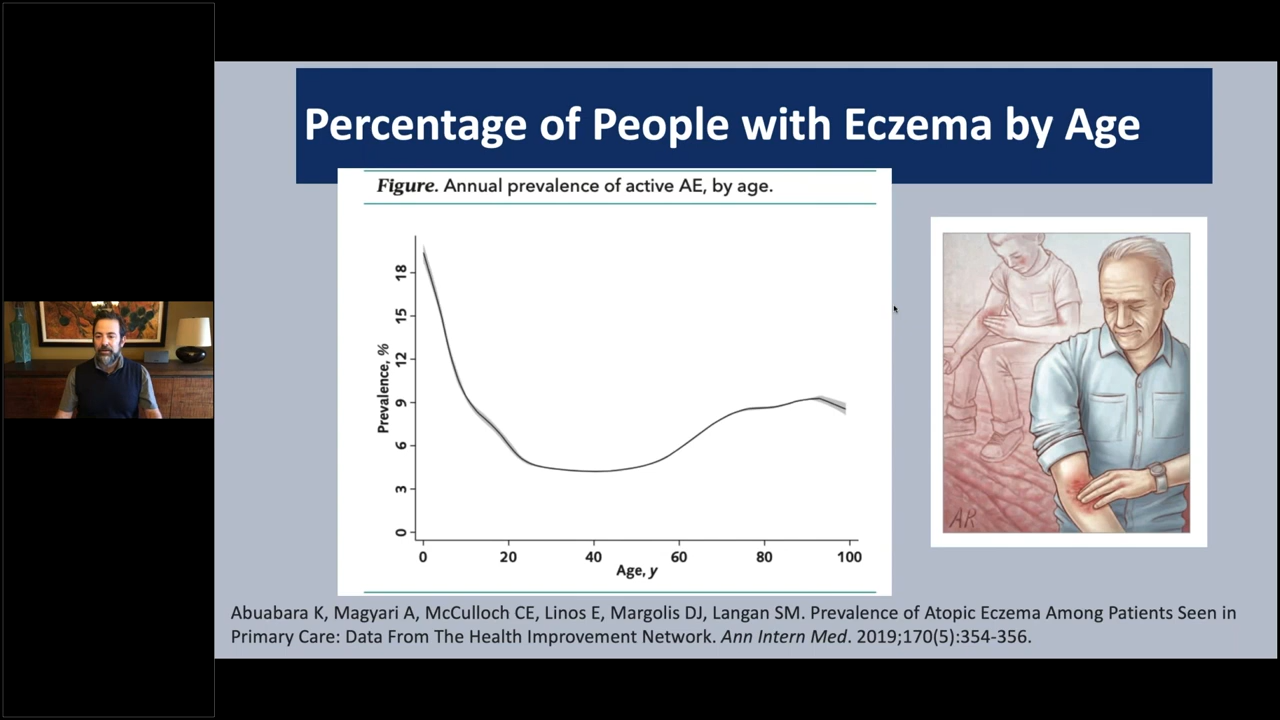 Percentage of People with Eczema by Age
Figure. Annual prevalence of active AE, by age.
Prevalence, %
18
15
12
9
6
3
0
0 20 40 60 80 100
Age, y
AR
Abuabara K, Magyari A, McCulloch CE, Linos E, Margolis DJ, Langan SM. Prevalence of Atopic Eczema Among Patients Seen in
Primary Care: Data From The Health Improvement Network. Ann Intern Med. 2019;170(5):354-356.